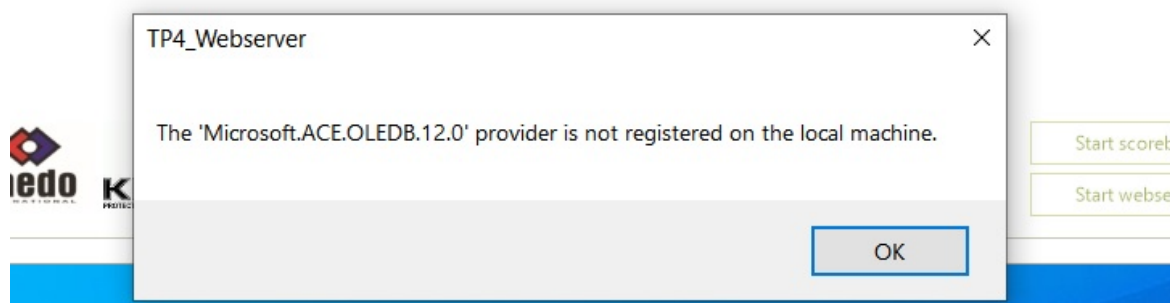 TP4_Webserver
The 'Microsoft.ACE.OLEDB.12.0' provider is not registered on the local machine.
Start scoreb
Start webse
OK